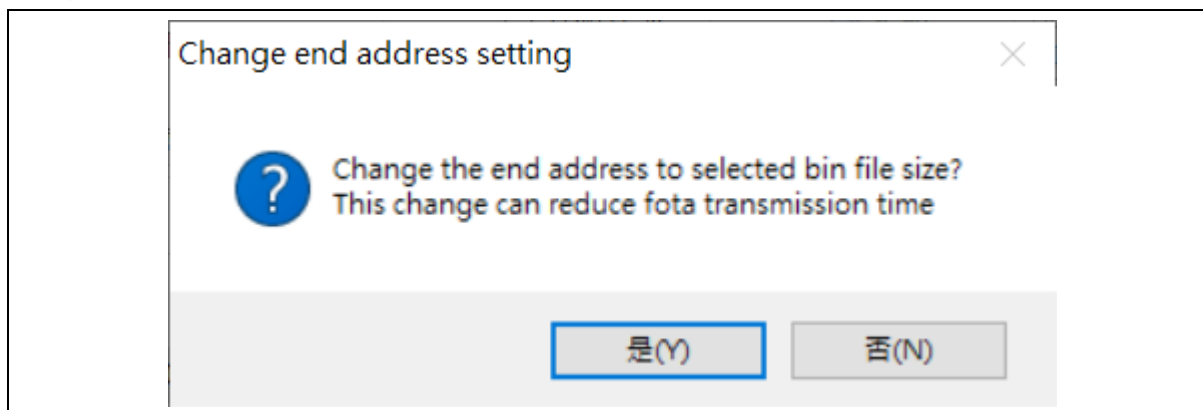 Change end address setting
?
Change the end address to selected bin file size?
This change can reduce fota transmission time
是(Y)
否(N)